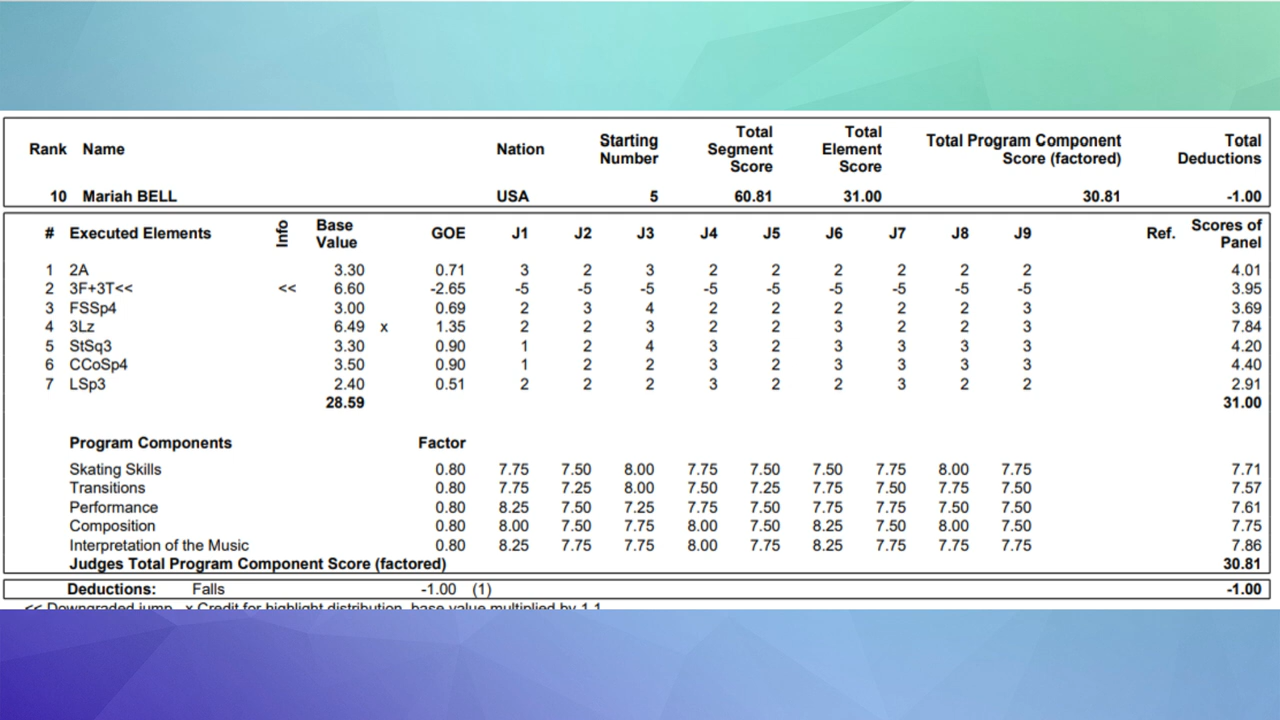 Rank Name Nation Starting Number Total Segment Score Total Element Score Total Program Component Score (factored) Total Deductions
10 Mariah BELL USA 5 60.81 31.00 30.81 -1.00
# Executed Elements Info Base Value GOE J1 J2 J3 J4 J5 J6 J7 J8 J9 Ref. Scores of Panel
1 2A 3.30 0.71 3 2 3 2 2 2 2 2 2 4.01
2 3F+3T<< << 6.60 -2.65 -5 -5 -5 -5 -5 -5 -5 -5 -5 3.95
3 FSSp4 3.00 0.69 2 3 4 2 2 2 2 2 3 3.69
4 3Lz 6.49 x 1.35 2 2 3 2 2 3 2 2 3 7.84
5 StSq3 3.30 0.90 1 2 4 3 2 3 3 3 3 4.20
6 CCoSp4 3.50 0.90 1 2 2 3 2 3 3 3 3 4.40
7 LSp3 2.40 0.51 2 2 2 3 2 2 3 2 2 2.91
28.59 31.00
Program Components Factor
Skating Skills 0.80 7.75 7.50 8.00 7.75 7.50 7.50 7.75 8.00 7.75 7.71
Transitions 0.80 7.75 7.25 8.00 7.50 7.25 7.75 7.50 7.75 7.50 7.57
Performance 0.80 8.25 7.50 7.25 7.75 7.50 7.75 7.75 7.50 7.50 7.61
Composition 0.80 8.00 7.50 7.75 8.00 7.50 8.25 7.50 8.00 7.50 7.75
Interpretation of the Music 0.80 8.25 7.75 7.75 8.00 7.75 8.25 7.75 7.75 7.75 7.86
Judges Total Program Component Score (factored) 30.81
Deductions: Falls -1.00 (1) -1.00
<< Downgraded jump x Credit for highlight distribution, base value multiplied by 1.1